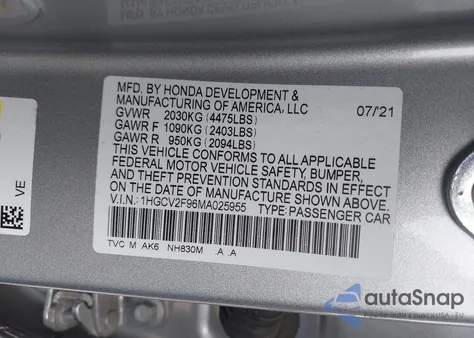 MFD. BY HONDA DEVELOPMENT &
MANUFACTURING OF AMERICA, LLC 07/21
GVWR 2030KG (4475LBS)
GAWR F 1090KG (2403LBS)
GAWR R 950KG (2094LBS)
THIS VEHICLE CONFORMS TO ALL APPLICABLE
FEDERAL MOTOR VEHICLE SAFETY, BUMPER,
AND THEFT PREVENTION STANDARDS IN EFFECT
ON THE DATE OF MANUFACTURE SHOWN ABOVE.
V.I.N.: 1HGCV2F96MA025955 TYPE: PASSENGER CAR
TVC M AK6 NH830M .A .A
VE
autoSnap